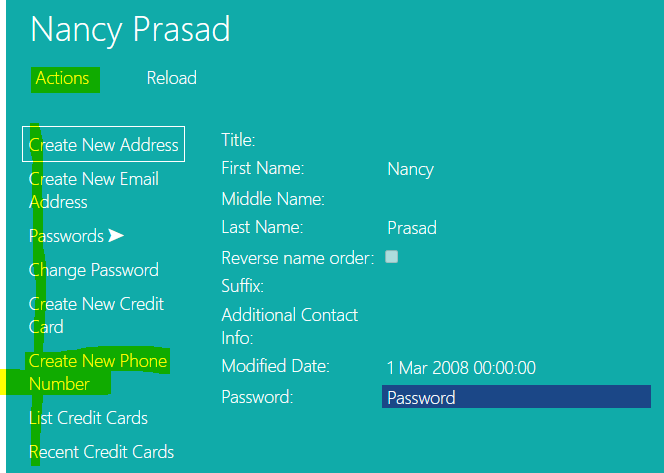 Nancy Prasad
Actions Reload
Create New Address
Create New Email
Address
Passwords ➤
Change Password
Create New Credit
Card
Create New Phone
Number
List Credit Cards
Recent Credit Cards
Title:
First Name: Nancy
Middle Name:
Last Name: Prasad
Reverse name order:
Suffix:
Additional Contact
Info:
Modified Date: 1 Mar 2008 00:00:00
Password: Password